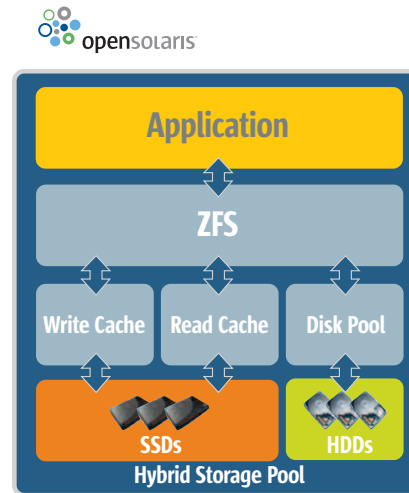 opensolaris
Application
ZFS
Write Cache
Read Cache
Disk Pool
SSDs
HDDs
Hybrid Storage Pool